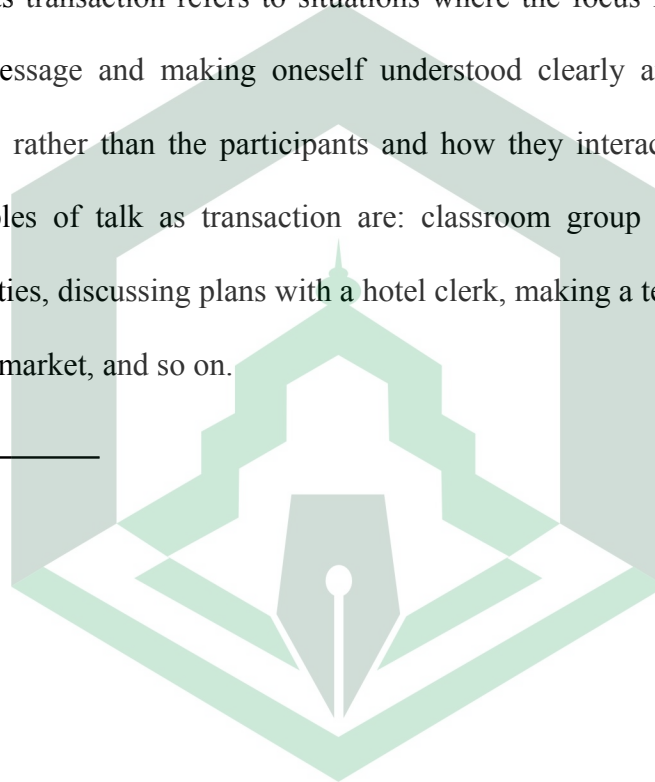 transaction refers to situations where the focus
essage and making oneself understood clearly a
rather than the participants and how they interac
les of talk as transaction are: classroom group
ties, discussing plans with a hotel clerk, making a te
market, and so on.